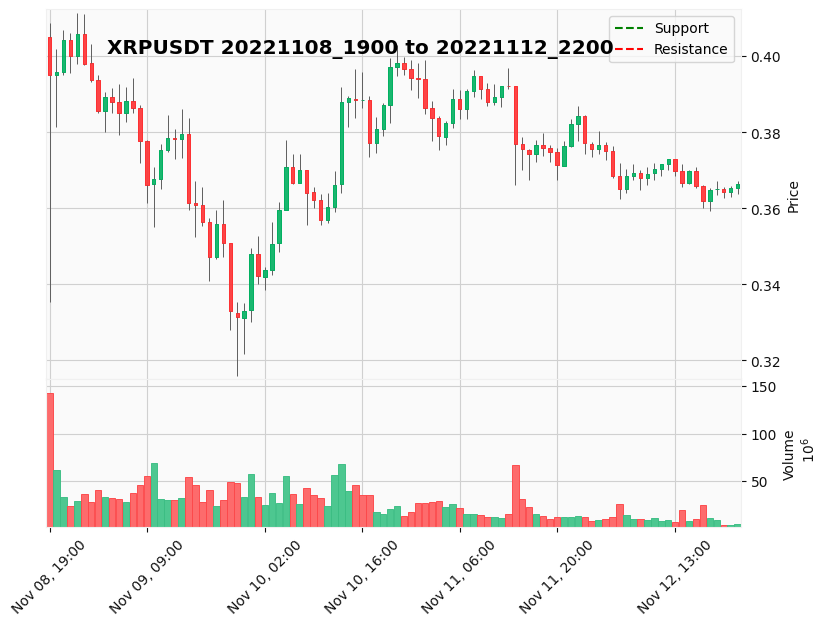 XRPUSDT 20221108_1900 to 20221112_2200
Support
Resistance
0.40
0.38
0.36
0.34
0.32
Price
150
100
50
Volume
10⁶
Nov 08, 19:00
Nov 09, 09:00
Nov 10, 02:00
Nov 10, 16:00
Nov 11, 06:00
Nov 11, 20:00
Nov 12, 13:00